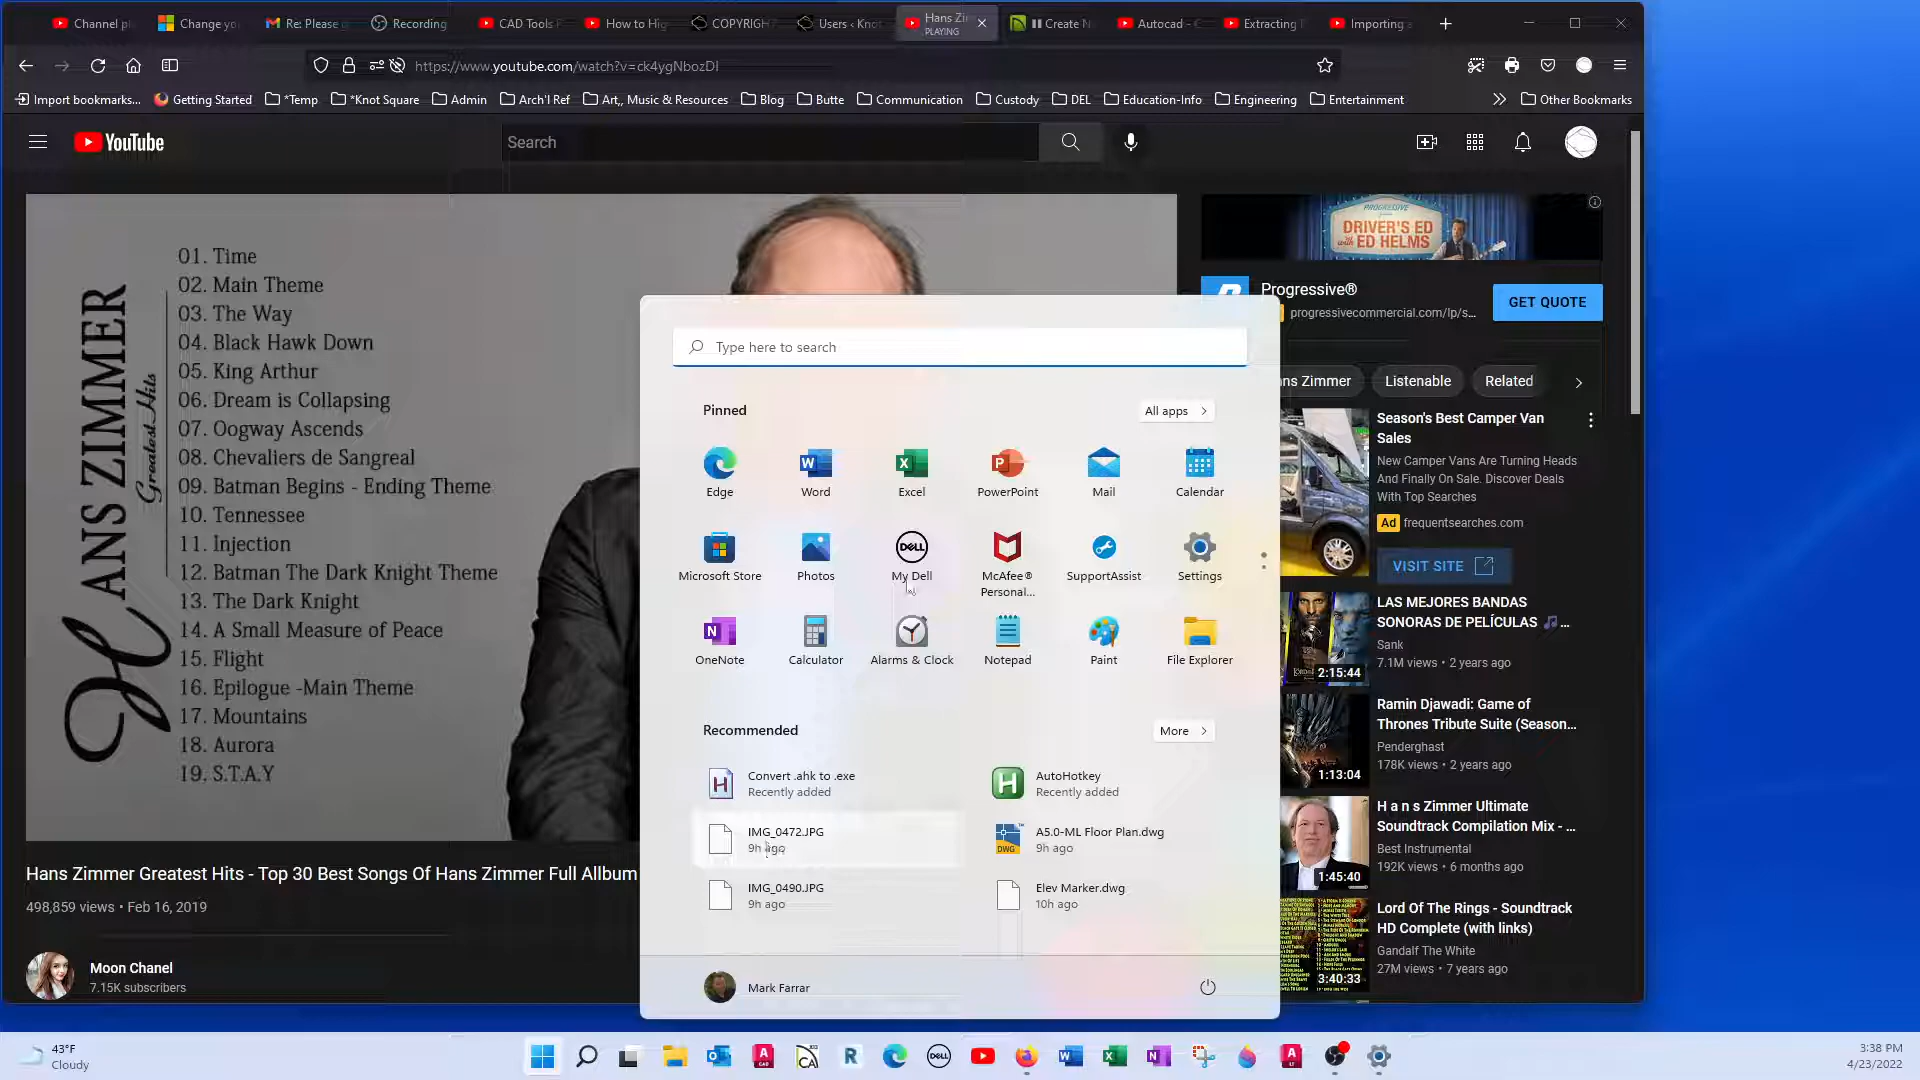 Channel
Change yo
Re: Please
Recording
CAD Tools
How to Hig
COPYRIGHT
Users ‹ Knot
Hans Zim
PLAYING
Create N
Autocad -
Extracting
Importing a
https://www.youtube.com/watch?v=ck4ygNbozDI
Import bookmarks...
Getting Started
*Temp
*Knot Square
Admin
Arch'l Ref
Art,, Music & Resources
Blog
Butte
Communication
Custody
DEL
Education-Info
Engineering
Entertainment
Other Bookmarks
YouTube
Search
HANS ZIMMER
Greatest Hits
01. Time
02. Main Theme
03. The Way
04. Black Hawk Down
05. King Arthur
06. Dream is Collapsing
07. Oogway Ascends
08. Chevaliers de Sangreal
09. Batman Begins - Ending Theme
10. Tennessee
11. Injection
12. Batman The Dark Knight Theme
13. The Dark Knight
14. A Small Measure of Peace
15. Flight
16. Epilogue -Main Theme
17. Mountains
18. Aurora
19. S.T.A.Y
Hans Zimmer Greatest Hits - Top 30 Best Songs Of Hans Zimmer Full Allbum
498,859 views • Feb 16, 2019
Moon Chanel
7.15K subscribers
Type here to search
Pinned
All apps
Edge
Word
Excel
PowerPoint
Mail
Calendar
Microsoft Store
Photos
My Dell
McAfee®
Personal...
SupportAssist
Settings
OneNote
Calculator
Alarms & Clock
Notepad
Paint
File Explorer
Recommended
More
Convert .ahk to .exe
Recently added
AutoHotkey
Recently added
IMG_0472.JPG
9h ago
A5.0-ML Floor Plan.dwg
9h ago
IMG_0490.JPG
9h ago
Elev Marker.dwg
10h ago
Mark Farrar
PROGRESSIVE
DRIVER'S ED
with ED HELMS
Progressive®
progressivecommercial.com/lp/s...
GET QUOTE
ns Zimmer
Listenable
Related
Season's Best Camper Van
Sales
New Camper Vans Are Turning Heads
And Finally On Sale. Discover Deals
With Top Searches
Ad frequentsearches.com
VISIT SITE
LAS MEJORES BANDAS
SONORAS DE PELÍCULAS 🎵...
Sank
7.1M views • 2 years ago
2:15:44
Ramin Djawadi: Game of
Thrones Tribute Suite (Season...
Penderghast
178K views • 2 years ago
1:13:04
H a n s Zimmer Ultimate
Soundtrack Compilation Mix - ...
Best Instrumental
192K views • 6 months ago
1:45:40
Lord Of The Rings - Soundtrack
HD Complete (with links)
Gandalf The White
27M views • 7 years ago
3:40:33
43°F
Cloudy
3:38 PM
4/23/2022